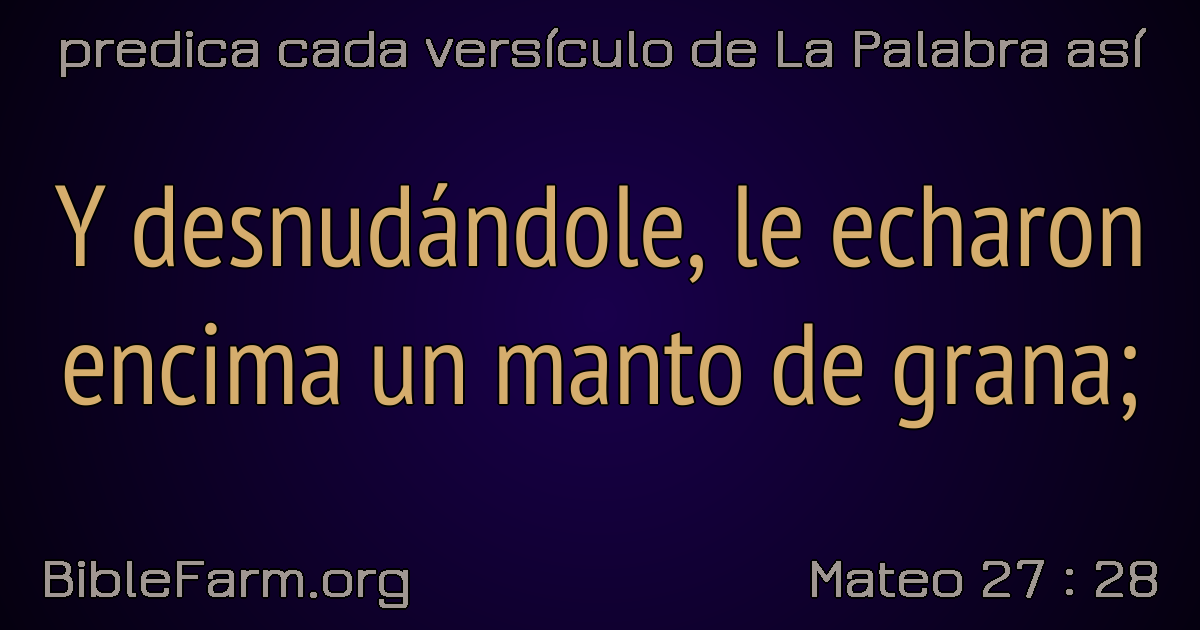 predica cada versículo de La Palabra así
Y desnudándole, le echaron
encima un manto de grana;
BibleFarm.org
Mateo 27 : 28